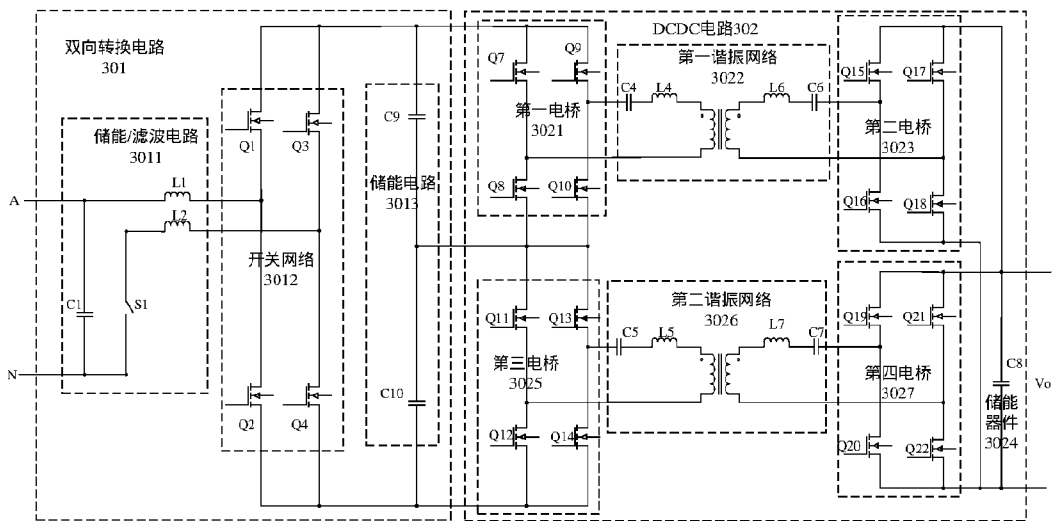 双向转换电路
301
DCDC电路302
Q7
Q9
第一谐振网络
3022
Q15
Q17
C4
L4
L6
C6
储能/滤波电路
3011
Q1
Q3
C9
第一电桥
3021
第二电桥
3023
L1
储能电路
3013
Q8
Q10
Q16
Q18
A
L2
开关网络
3012
C1
S1
第二谐振网络
3026
Q11
Q13
Q19
Q21
C5
L5
L7
C7
第三电桥
3025
第四电桥
3027
C8
N
C10
Vo
储能
器件
3024
Q2
Q4
Q12
Q14
Q20
Q22